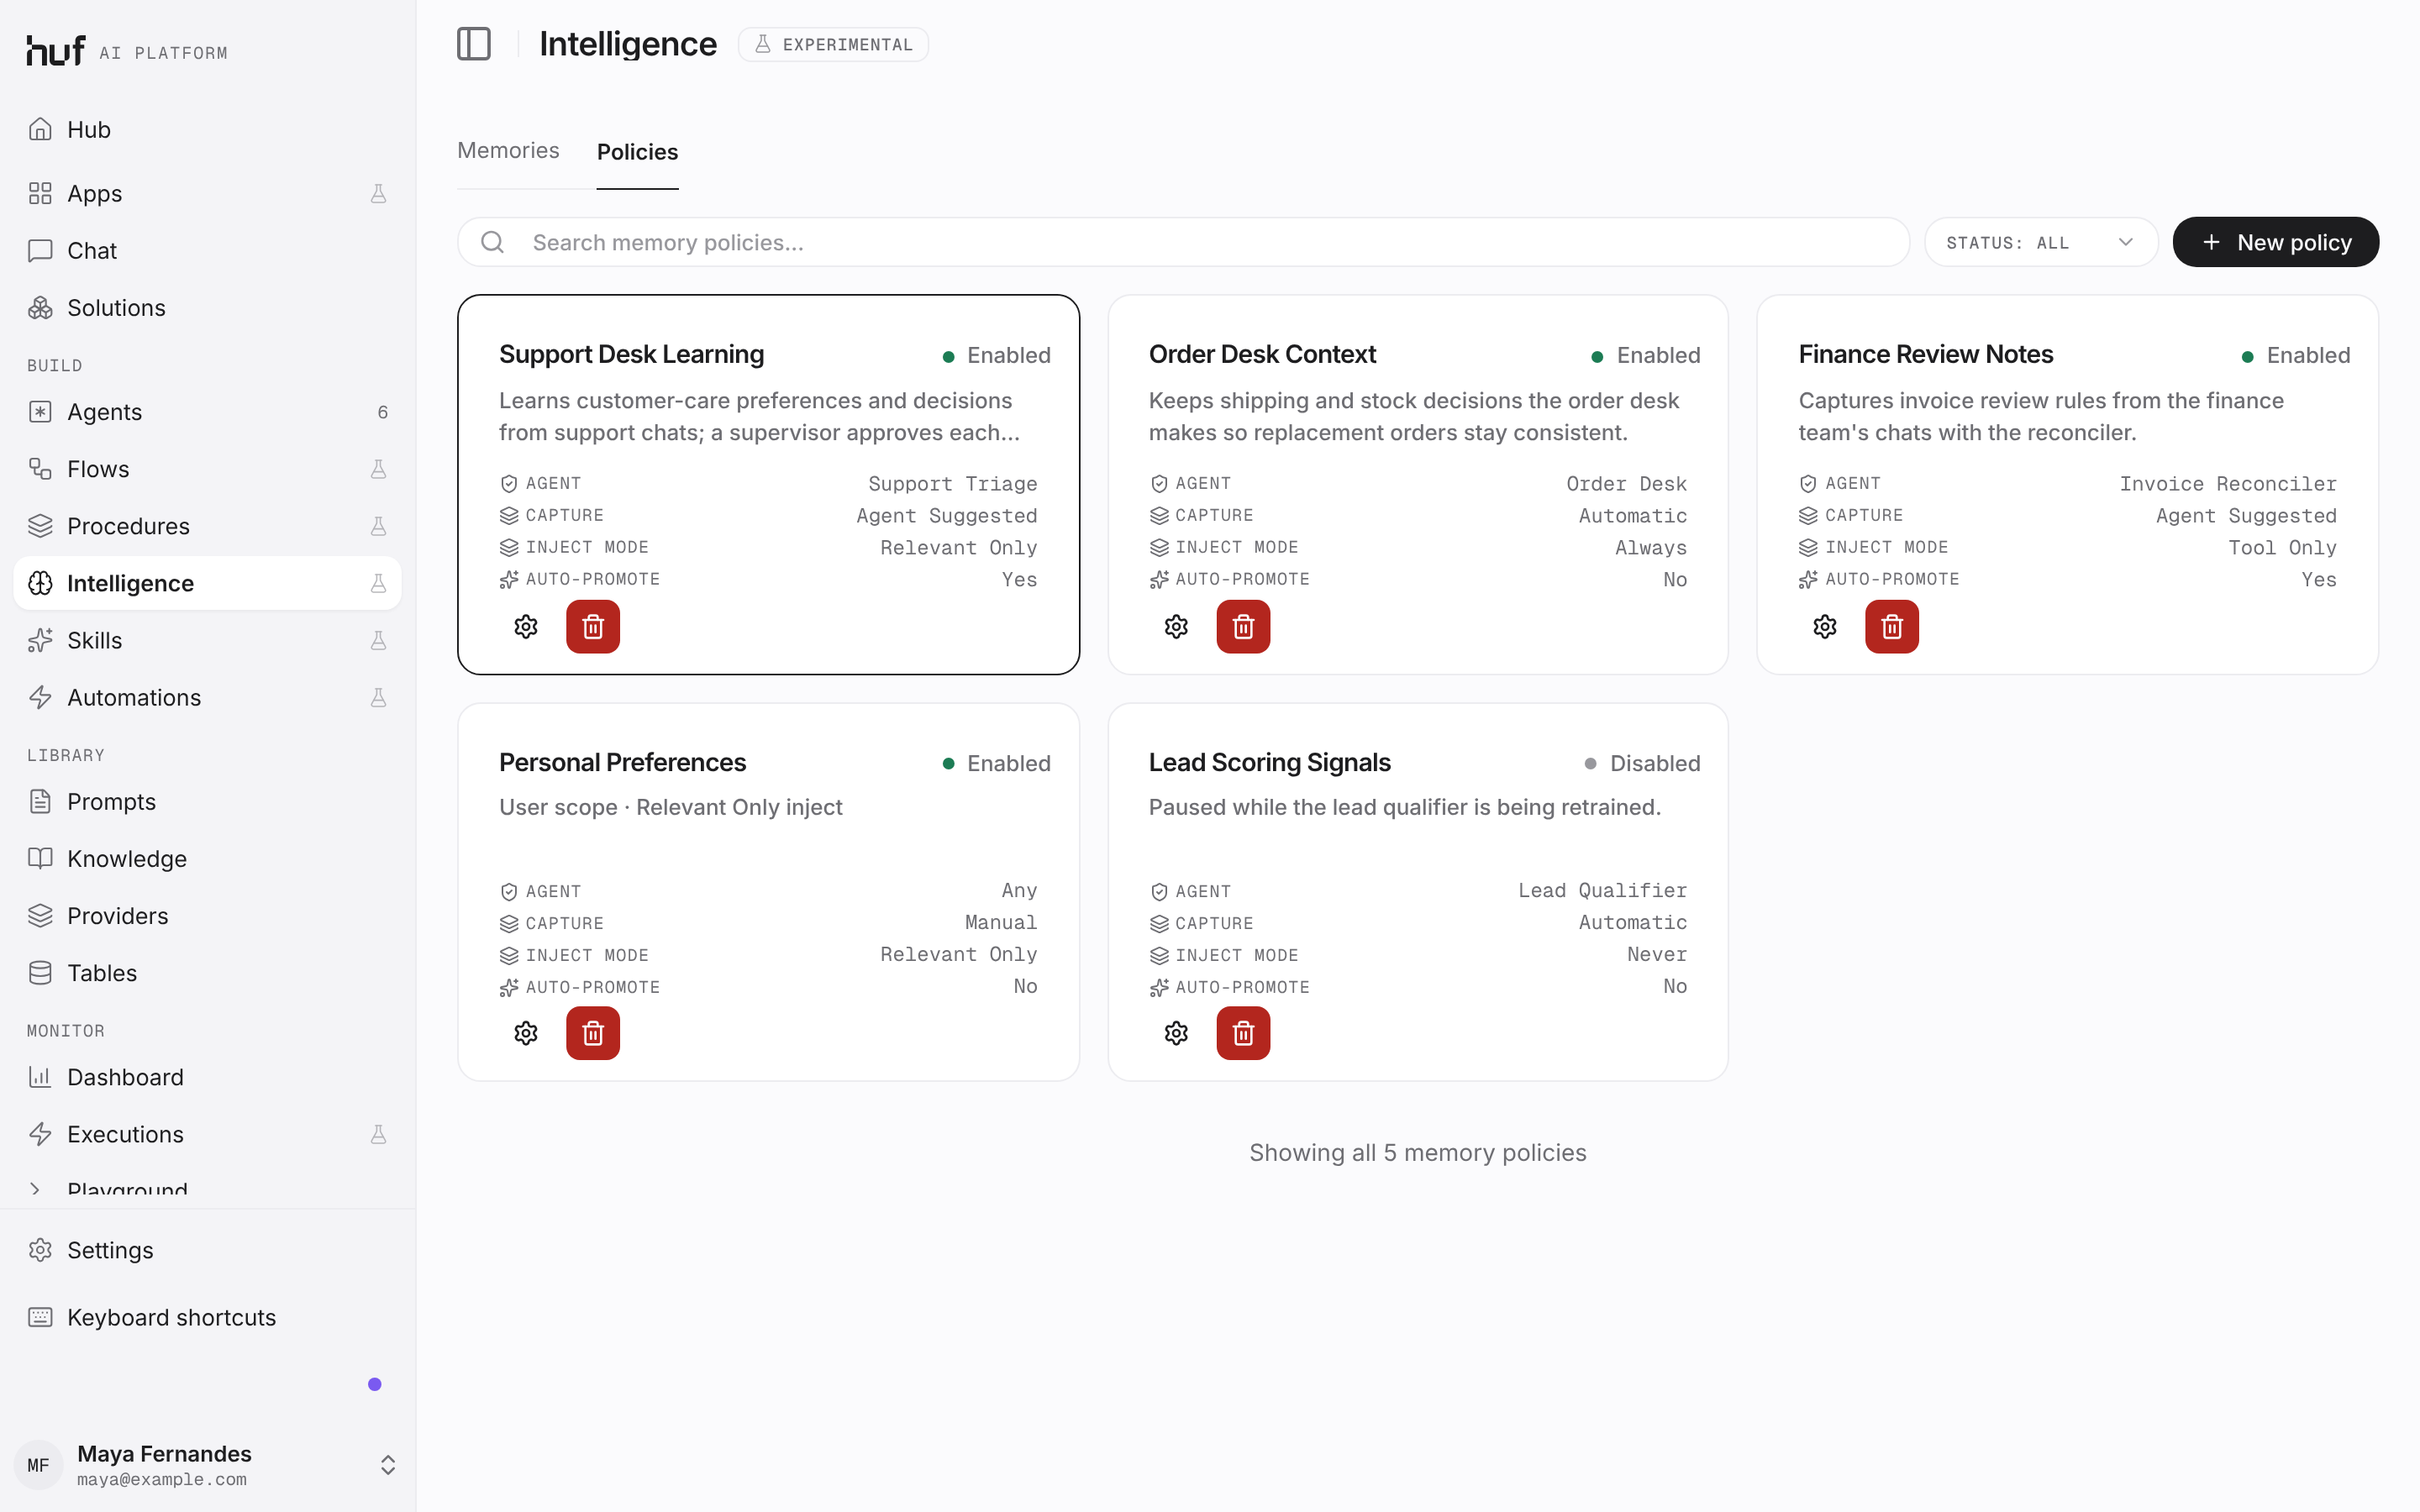 huf AI PLATFORM
Hub
Apps
Chat
Solutions
BUILD
Agents 6
Flows
Procedures
Intelligence
Skills
Automations
LIBRARY
Prompts
Knowledge
Providers
Tables
MONITOR
Dashboard
Executions
Playground
Settings
Keyboard shortcuts
MF
Maya Fernandes
maya@example.com
Intelligence
EXPERIMENTAL
Memories
Policies
Search memory policies...
STATUS: ALL
New policy
Support Desk Learning
Enabled
Learns customer-care preferences and decisions
from support chats; a supervisor approves each...
AGENT Support Triage
CAPTURE Agent Suggested
INJECT MODE Relevant Only
AUTO-PROMOTE Yes
Order Desk Context
Enabled
Keeps shipping and stock decisions the order desk
makes so replacement orders stay consistent.
AGENT Order Desk
CAPTURE Automatic
INJECT MODE Always
AUTO-PROMOTE No
Finance Review Notes
Enabled
Captures invoice review rules from the finance
team's chats with the reconciler.
AGENT Invoice Reconciler
CAPTURE Agent Suggested
INJECT MODE Tool Only
AUTO-PROMOTE Yes
Personal Preferences
Enabled
User scope · Relevant Only inject
AGENT Any
CAPTURE Manual
INJECT MODE Relevant Only
AUTO-PROMOTE No
Lead Scoring Signals
Disabled
Paused while the lead qualifier is being retrained.
AGENT Lead Qualifier
CAPTURE Automatic
INJECT MODE Never
AUTO-PROMOTE No
Showing all 5 memory policies